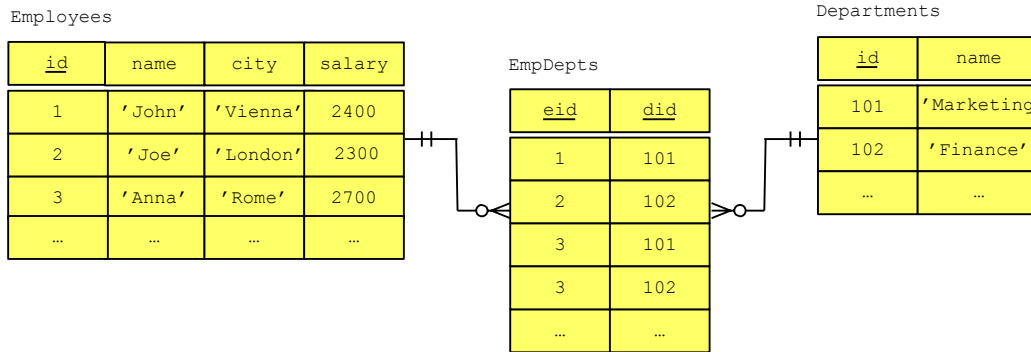 Employees
id name city salary
1 ′John′ ′Vienna′ 2400
2 ′Joe′ ′London′ 2300
3 ′Anna′ ′Rome′ 2700
… … … …
EmpDepts
eid did
1 101
2 102
3 101
3 102
… …
Departments
id name
101 ′Marketing
102 ′Finance′
… …